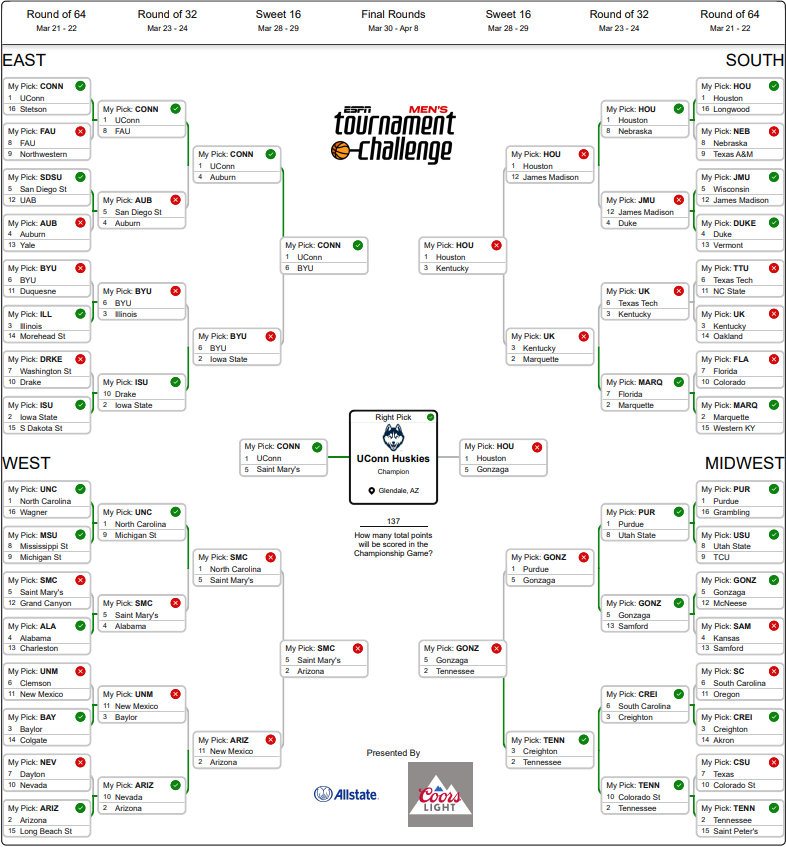 Round of 64
Mar 21 - 22
Round of 32
Mar 23 - 24
Sweet 16
Mar 28 - 29
Final Rounds
Mar 30 - Apr 8
Sweet 16
Mar 28 - 29
Round of 32
Mar 23 - 24
Round of 64
Mar 21 - 22
EAST
My Pick: CONN
1 UConn
16 Stetson
My Pick: FAU
8 FAU
9 Northwestern
My Pick: SDSU
5 San Diego St
12 UAB
My Pick: AUB
4 Auburn
13 Yale
My Pick: BYU
6 BYU
11 Duquesne
My Pick: ILL
3 Illinois
14 Morehead St
My Pick: DRKE
7 Washington St
10 Drake
My Pick: ISU
2 Iowa State
15 S Dakota St
My Pick: CONN
1 UConn
8 FAU
My Pick: AUB
5 San Diego St
4 Auburn
My Pick: BYU
6 BYU
3 Illinois
My Pick: ISU
10 Drake
2 Iowa State
My Pick: CONN
1 UConn
4 Auburn
My Pick: BYU
6 BYU
2 Iowa State
My Pick: CONN
1 UConn
6 BYU
ESPN MEN'S
tournament
challenge
SOUTH
My Pick: HOU
1 Houston
3 Kentucky
My Pick: HOU
1 Houston
12 James Madison
My Pick: UK
3 Kentucky
2 Marquette
My Pick: HOU
1 Houston
8 Nebraska
My Pick: JMU
12 James Madison
4 Duke
My Pick: UK
6 Texas Tech
3 Kentucky
My Pick: MARQ
7 Florida
2 Marquette
My Pick: HOU
1 Houston
16 Longwood
My Pick: NEB
8 Nebraska
9 Texas A&M
My Pick: JMU
5 Wisconsin
12 James Madison
My Pick: DUKE
4 Duke
13 Vermont
My Pick: TTU
6 Texas Tech
11 NC State
My Pick: UK
3 Kentucky
14 Oakland
My Pick: FLA
7 Florida
10 Colorado
My Pick: MARQ
2 Marquette
15 Western KY
My Pick: CONN
1 UConn
5 Saint Mary's
Right Pick
UConn Huskies
Champion
Glendale, AZ
My Pick: HOU
1 Houston
5 Gonzaga
137
How many total points
will be scored in the
Championship Game?
WEST
My Pick: UNC
1 North Carolina
16 Wagner
My Pick: MSU
8 Mississippi St
9 Michigan St
My Pick: SMC
5 Saint Mary's
12 Grand Canyon
My Pick: ALA
4 Alabama
13 Charleston
My Pick: UNM
6 Clemson
11 New Mexico
My Pick: BAY
3 Baylor
14 Colgate
My Pick: NEV
7 Dayton
10 Nevada
My Pick: ARIZ
2 Arizona
15 Long Beach St
My Pick: UNC
1 North Carolina
9 Michigan St
My Pick: SMC
5 Saint Mary's
4 Alabama
My Pick: UNM
11 New Mexico
3 Baylor
My Pick: ARIZ
10 Nevada
2 Arizona
My Pick: SMC
1 North Carolina
5 Saint Mary's
My Pick: ARIZ
11 New Mexico
2 Arizona
My Pick: SMC
5 Saint Mary's
2 Arizona
MIDWEST
My Pick: GONZ
5 Gonzaga
2 Tennessee
My Pick: GONZ
1 Purdue
5 Gonzaga
My Pick: TENN
3 Creighton
2 Tennessee
My Pick: PUR
1 Purdue
8 Utah State
My Pick: GONZ
5 Gonzaga
13 Samford
My Pick: CREI
6 South Carolina
3 Creighton
My Pick: TENN
10 Colorado St
2 Tennessee
My Pick: PUR
1 Purdue
16 Grambling
My Pick: USU
8 Utah State
9 TCU
My Pick: GONZ
5 Gonzaga
12 McNeese
My Pick: SAM
4 Kansas
13 Samford
My Pick: SC
6 South Carolina
11 Oregon
My Pick: CREI
3 Creighton
14 Akron
My Pick: CSU
7 Texas
10 Colorado St
My Pick: TENN
2 Tennessee
15 Saint Peter's
Presented By
Allstate.
Coors
LIGHT